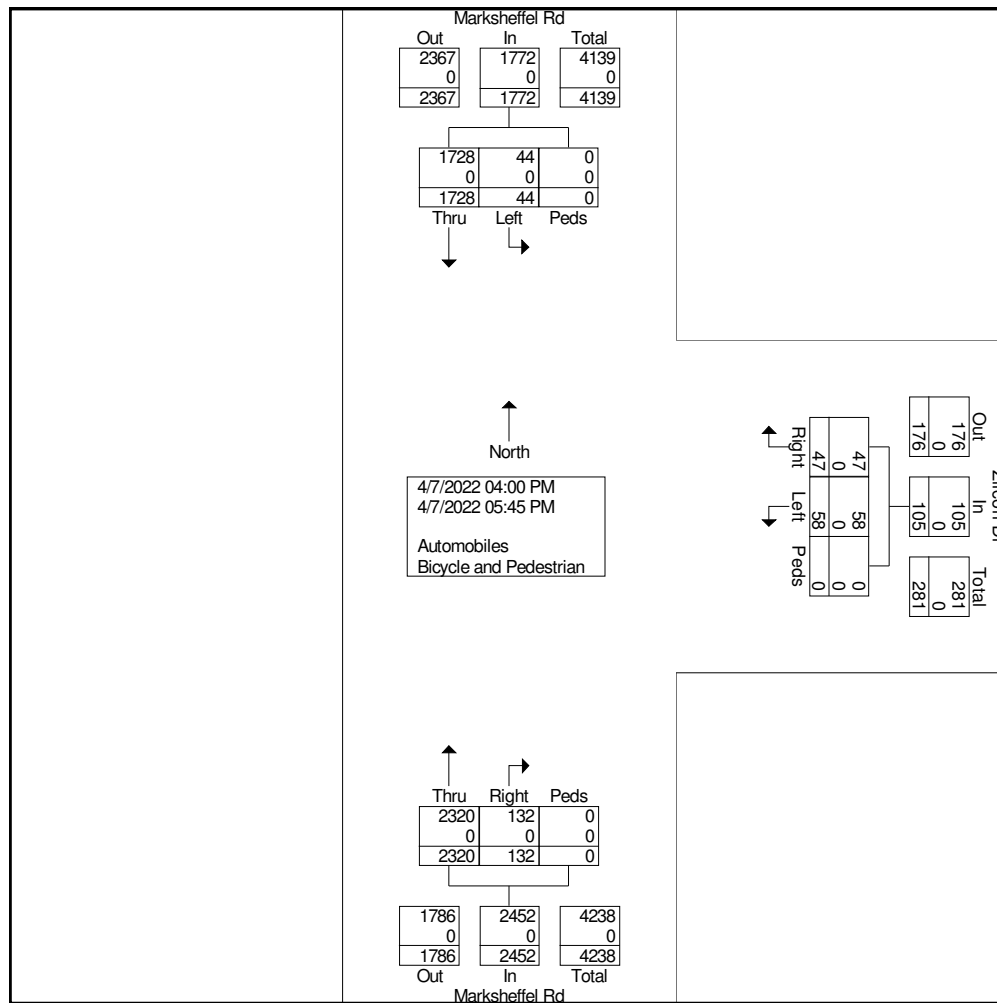 Marksheffel Rd
Out In Total
2367 1772 4139
0 0 0
2367 1772 4139
1728 44 0
0 0 0
1728 44 0
Thru Left Peds
North
4/7/2022 04:00 PM
4/7/2022 05:45 PM
Automobiles
Bicycle and Pedestrian
Out In Total
176 105 281
0 0 0
176 105 281
47 58 0
0 0 0
47 58 0
Right Left Peds
Thru Right Peds
2320 132 0
0 0 0
2320 132 0
1786 2452 4238
0 0 0
1786 2452 4238
Out In Total
Marksheffel Rd